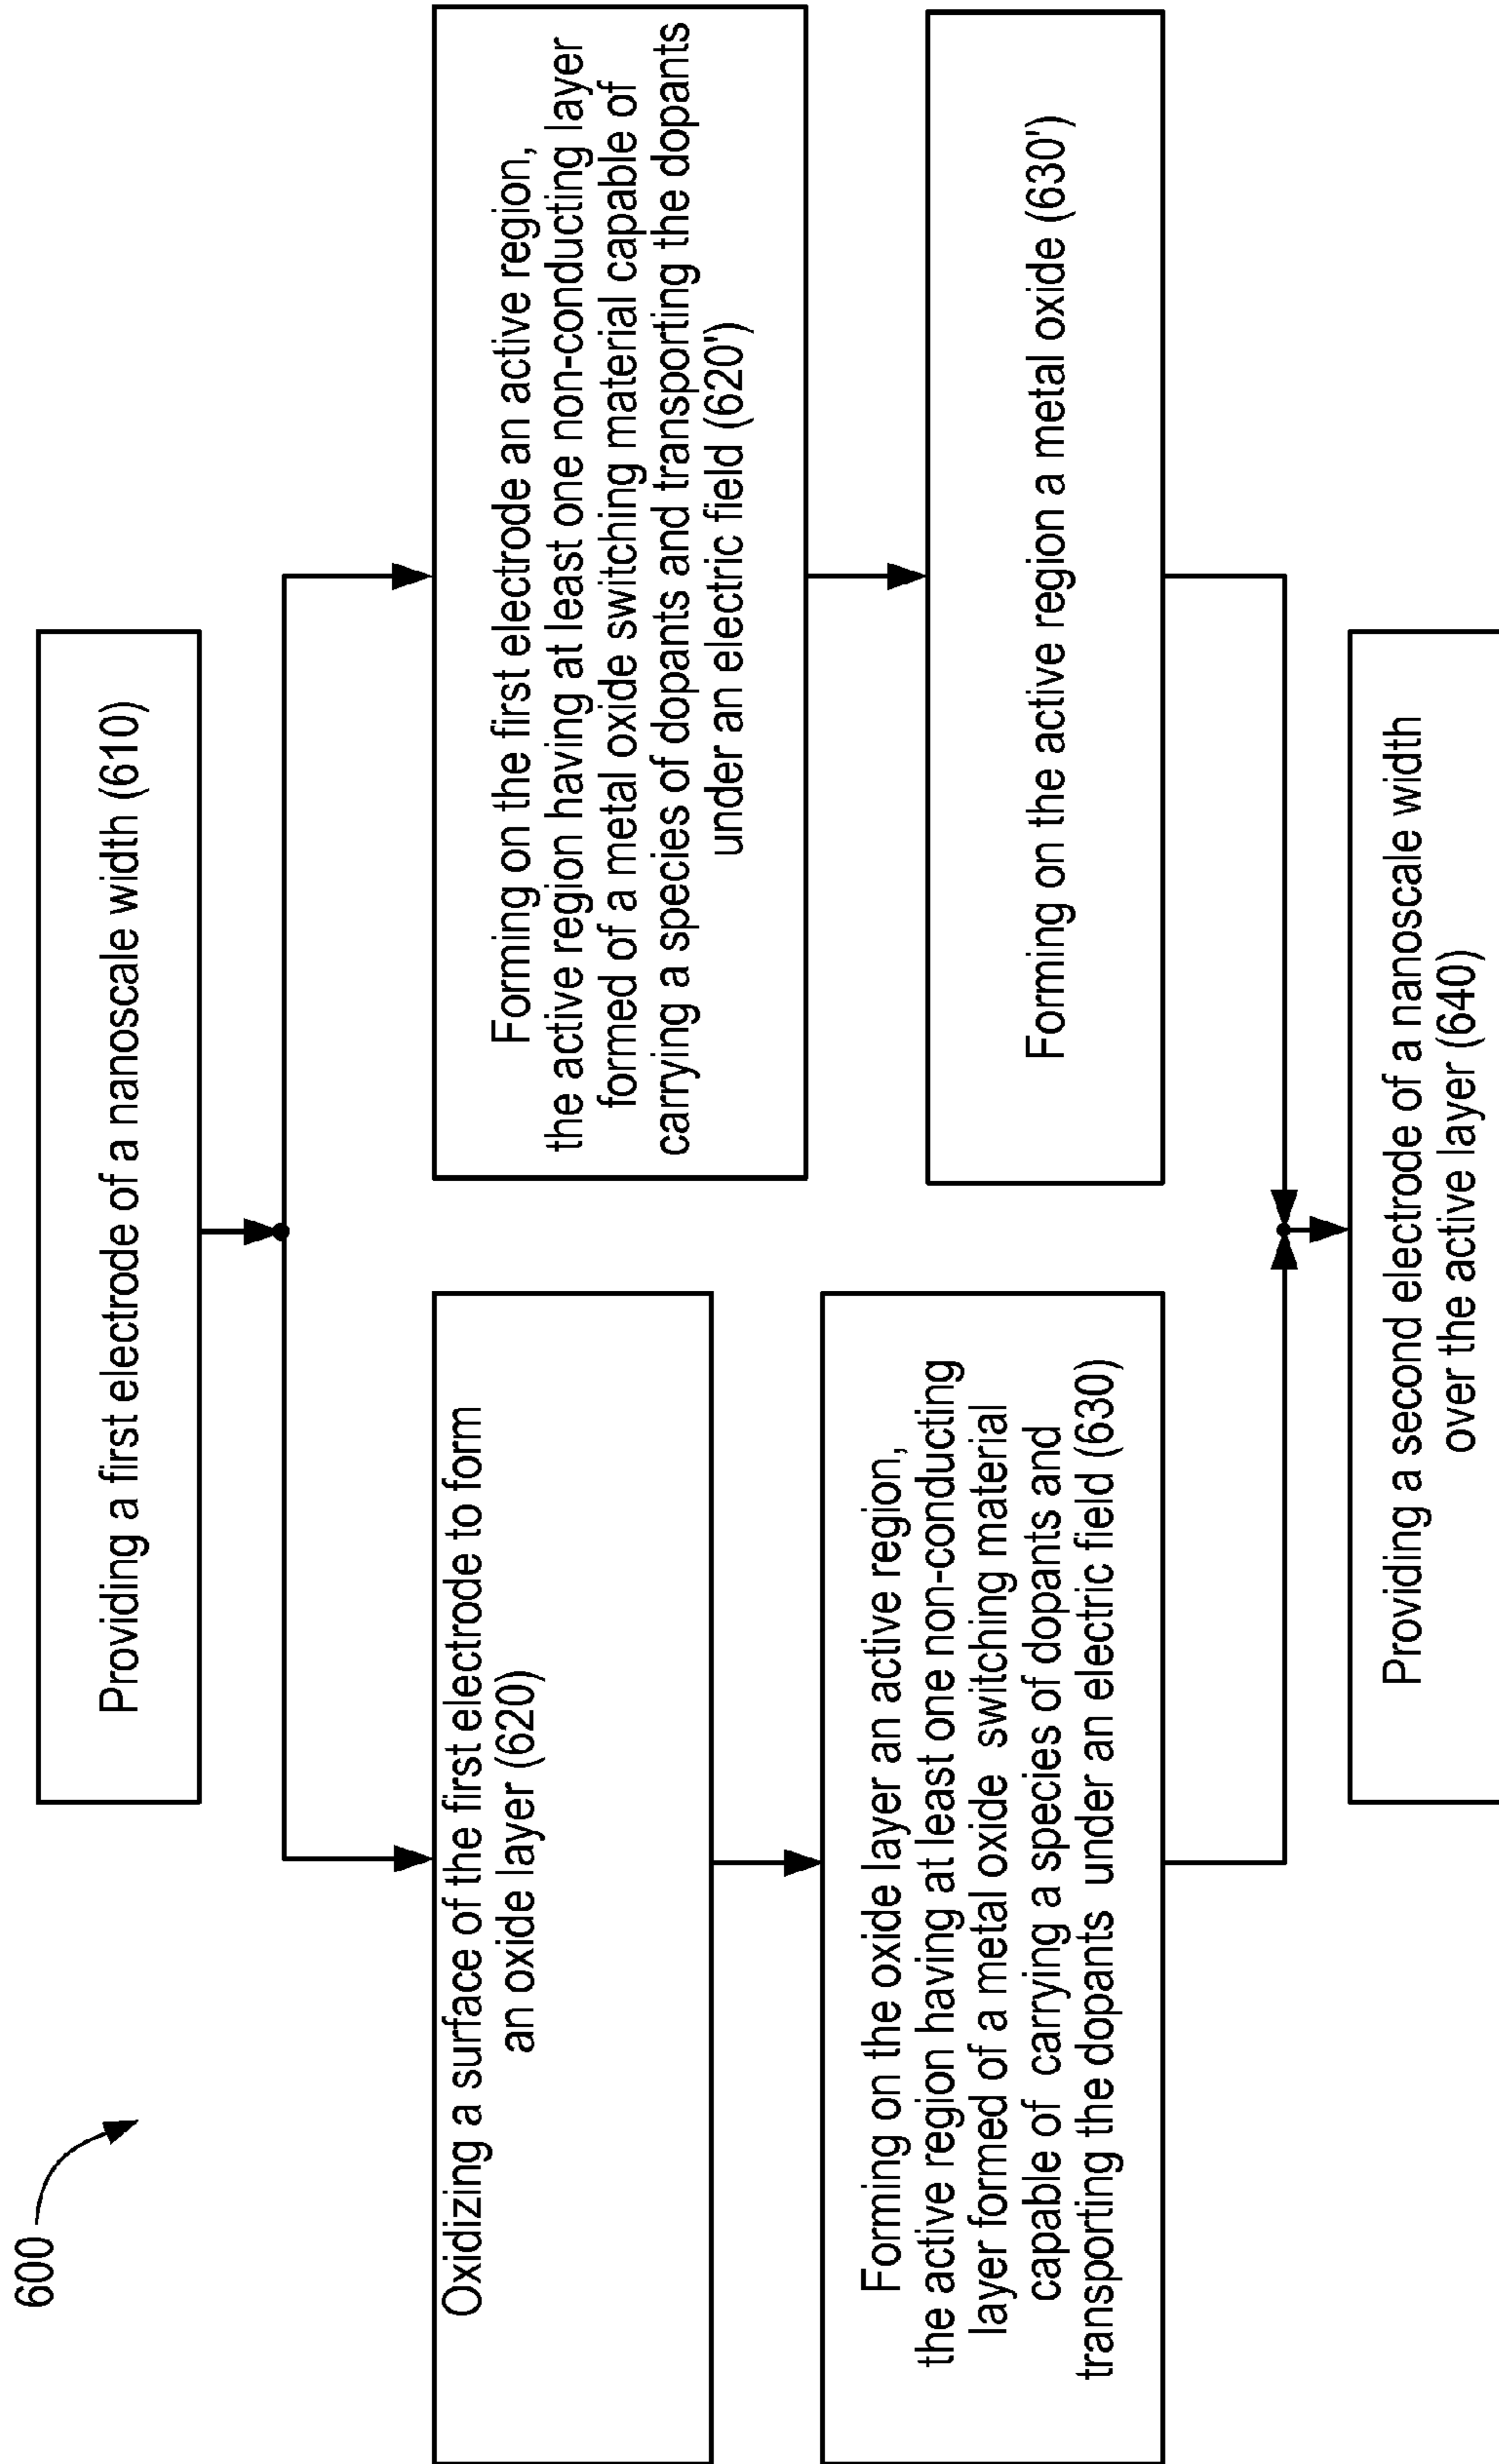 600
Providing a first electrode of a nanoscale width (610)
Oxidizing a surface of the first electrode to form
an oxide layer (620)
Forming on the oxide layer an active region,
the active region having at least one non-conducting
layer formed of a metal oxide switching material
capable of carrying a species of dopants and
transporting the dopants under an electric field (630)
Forming on the first electrode an active region,
the active region having at least one non-conducting layer
formed of a metal oxide switching material capable of
carrying a species of dopants and transporting the dopants
under an electric field (620')
Forming on the active region a metal oxide (630')
Providing a second electrode of a nanoscale width
over the active layer (640)